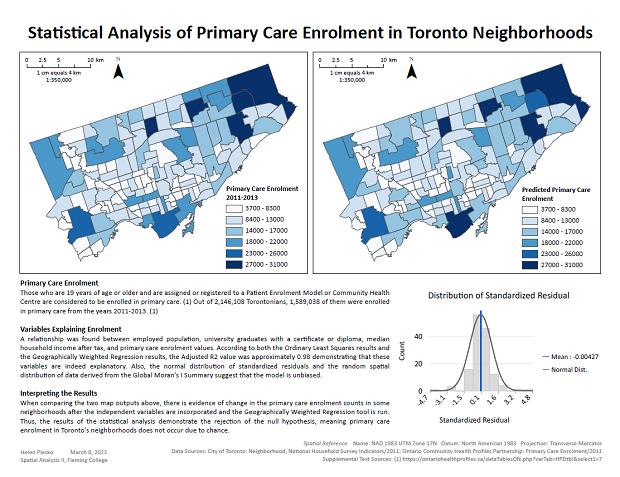 Statistical Analysis of Primary Care Enrolment in Toronto Neighborhoods
0 2.5 5 10 km
1 cm equals 4 km
1:350,000
N
Primary Care Enrolment
2011-2013
3700 - 8300
8400 - 13000
14000 - 17000
18000 - 22000
23000 - 26000
27000 - 31000
0 2.5 5 10 km
1 cm equals 4 km
1:350,000
N
Predicted Primary Care
Enrolment
3700 - 8300
8400 - 13000
14000 - 17000
18000 - 22000
23000 - 26000
27000 - 31000
Primary Care Enrolment
Those who are 19 years of age or older and are assigned or registered to a Patient Enrolment Model or Community Health
Centre are considered to be enrolled in primary care. (1) Out of 2,146,108 Torontonians, 1,589,038 of them were enrolled
in primary care from the years 2011-2013. (1)
Variables Explaining Enrolment
A relationship was found between employed population, university graduates with a certificate or diploma, median
household income after tax, and primary care enrolment values. According to both the Ordinary Least Squares results and
the Geographically Weighted Regression results, the Adjusted R2 value was approximately 0.98 demonstrating that these
variables are indeed explanatory. Also, the normal distribution of standardized residuals and the random spatial
distribution of data derived from the Global Moran's I Summary suggest that the model is unbiased.
Interpreting the Results
When comparing the two map outputs above, there is evidence of change in the primary care enrolment counts in some
neighborhoods after the independent variables are incorporated and the Geographically Weighted Regression tool is run.
Thus, the results of the statistical analysis demonstrate the rejection of the null hypothesis, meaning primary care
enrolment in Toronto's neighborhoods does not occur due to chance.
Distribution of Standardized Residual
Count
40
20
0
-4.7 -3.1 -1.5 0.1 1.6 3.2 4.8
Standardized Residual
Mean : -0.00427
Normal Dist.
Spatial Reference Name: NAD 1983 UTM Zone 17N Datum: North American 1983 Projection: Transverse Mercator
Helen Plesko March 8, 2023
Data Sources: City of Toronto: Neighborhood, National Household Survey Indicators/2011; Ontario Community Health Profiles Partnership: Primary Care Enrolment/2011
Spatial Analysis II, Fleming College
Supplemental Text Sources: (1) https://ontariohealthprofiles.ca/dataTablesON.php?varTab=HPDtbl&select1=7